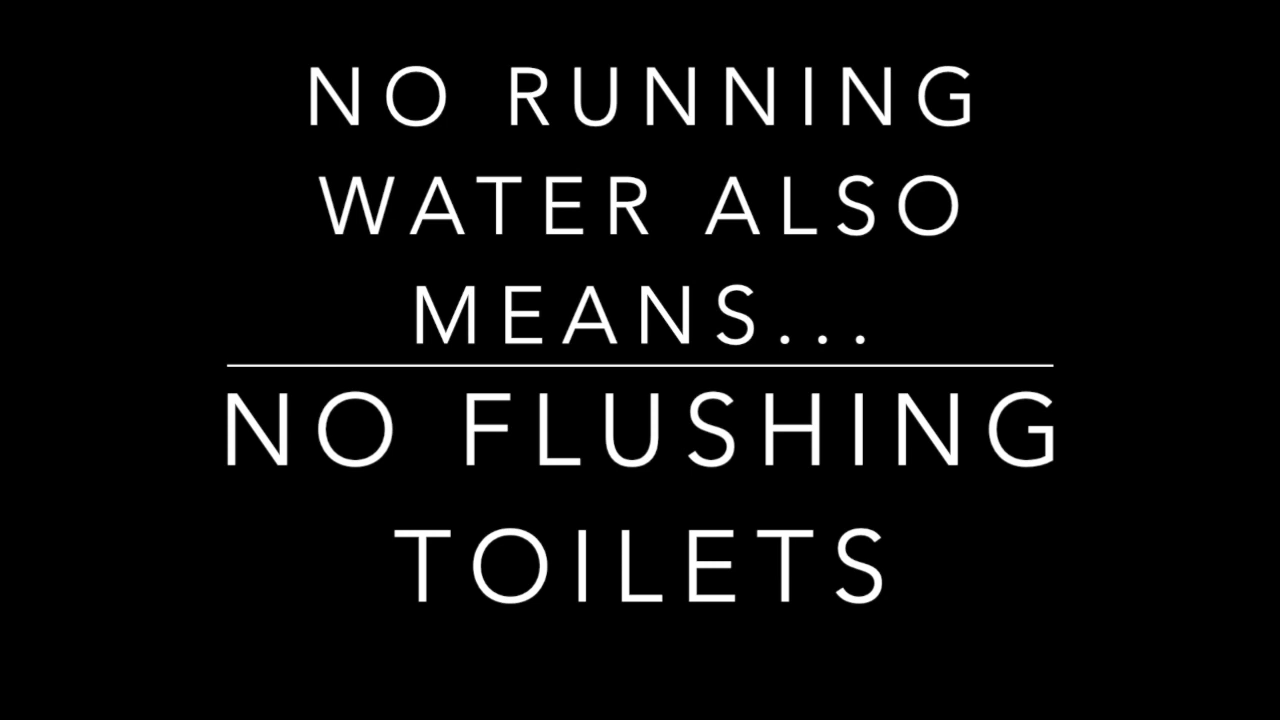 NO RUNNING
WATER ALSO
MEANS...
NO FLUSHING
TOILETS